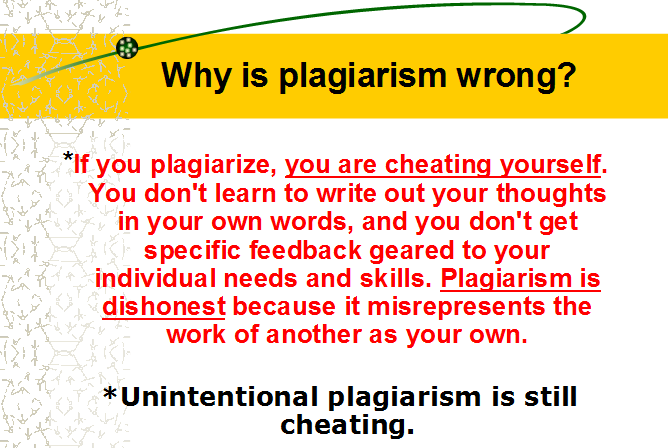 Why is plagiarism wrong?
*If you plagiarize, you are cheating yourself.
You don't learn to write out your thoughts
in your own words, and you don't get
specific feedback geared to your
individual needs and skills. Plagiarism is
dishonest because it misrepresents the
work of another as your own.
*Unintentional plagiarism is still
cheating.